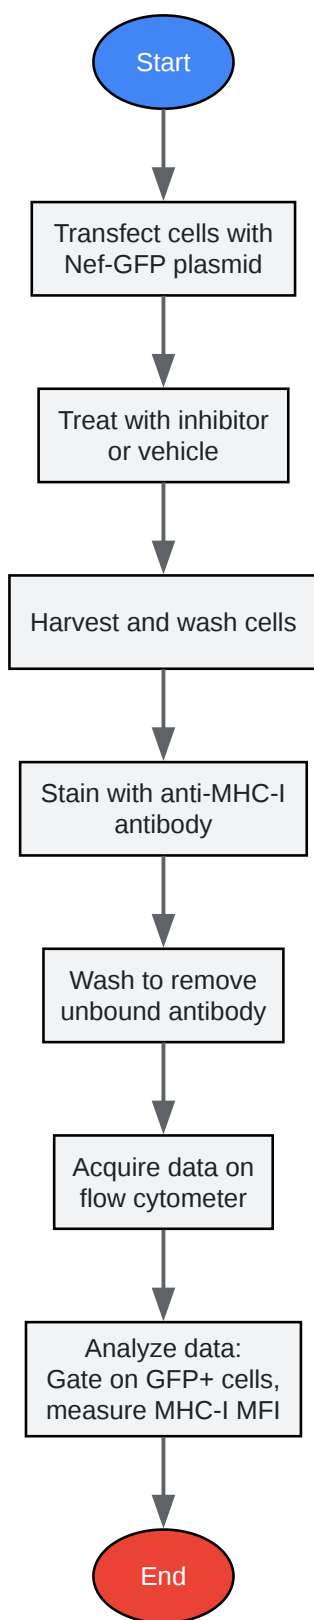 Start
Transfect cells with
Nef-GFP plasmid
Treat with inhibitor
or vehicle
Harvest and wash cells
Stain with anti-MHC-I
antibody
Wash to remove
unbound antibody
Acquire data on
flow cytometer
Analyze data:
Gate on GFP+ cells,
measure MHC-I MFI
End